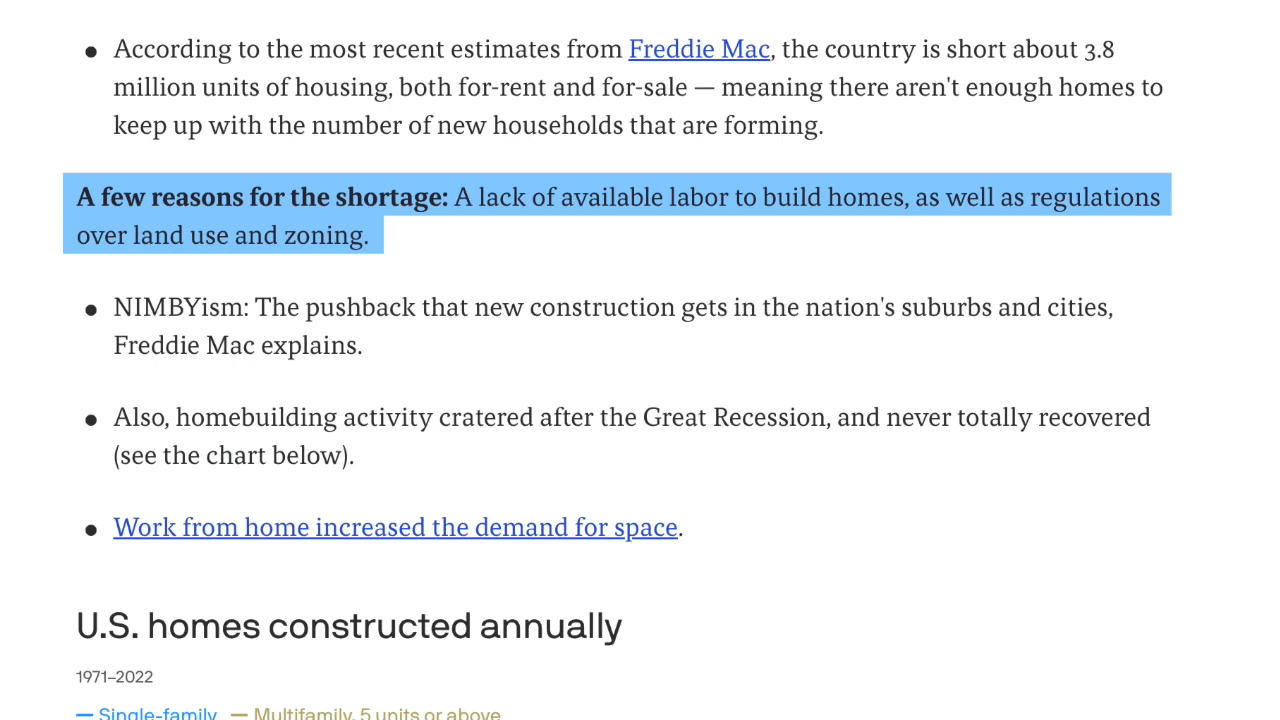 According to the most recent estimates from Freddie Mac, the country is short about 3.8
million units of housing, both for-rent and for-sale — meaning there aren't enough homes to
keep up with the number of new households that are forming.
A few reasons for the shortage: A lack of available labor to build homes, as well as regulations
over land use and zoning.
NIMBYism: The pushback that new construction gets in the nation's suburbs and cities,
Freddie Mac explains.
Also, homebuilding activity cratered after the Great Recession, and never totally recovered
(see the chart below).
Work from home increased the demand for space.
U.S. homes constructed annually
1971–2022
Single-family Multifamily, 5 units or above